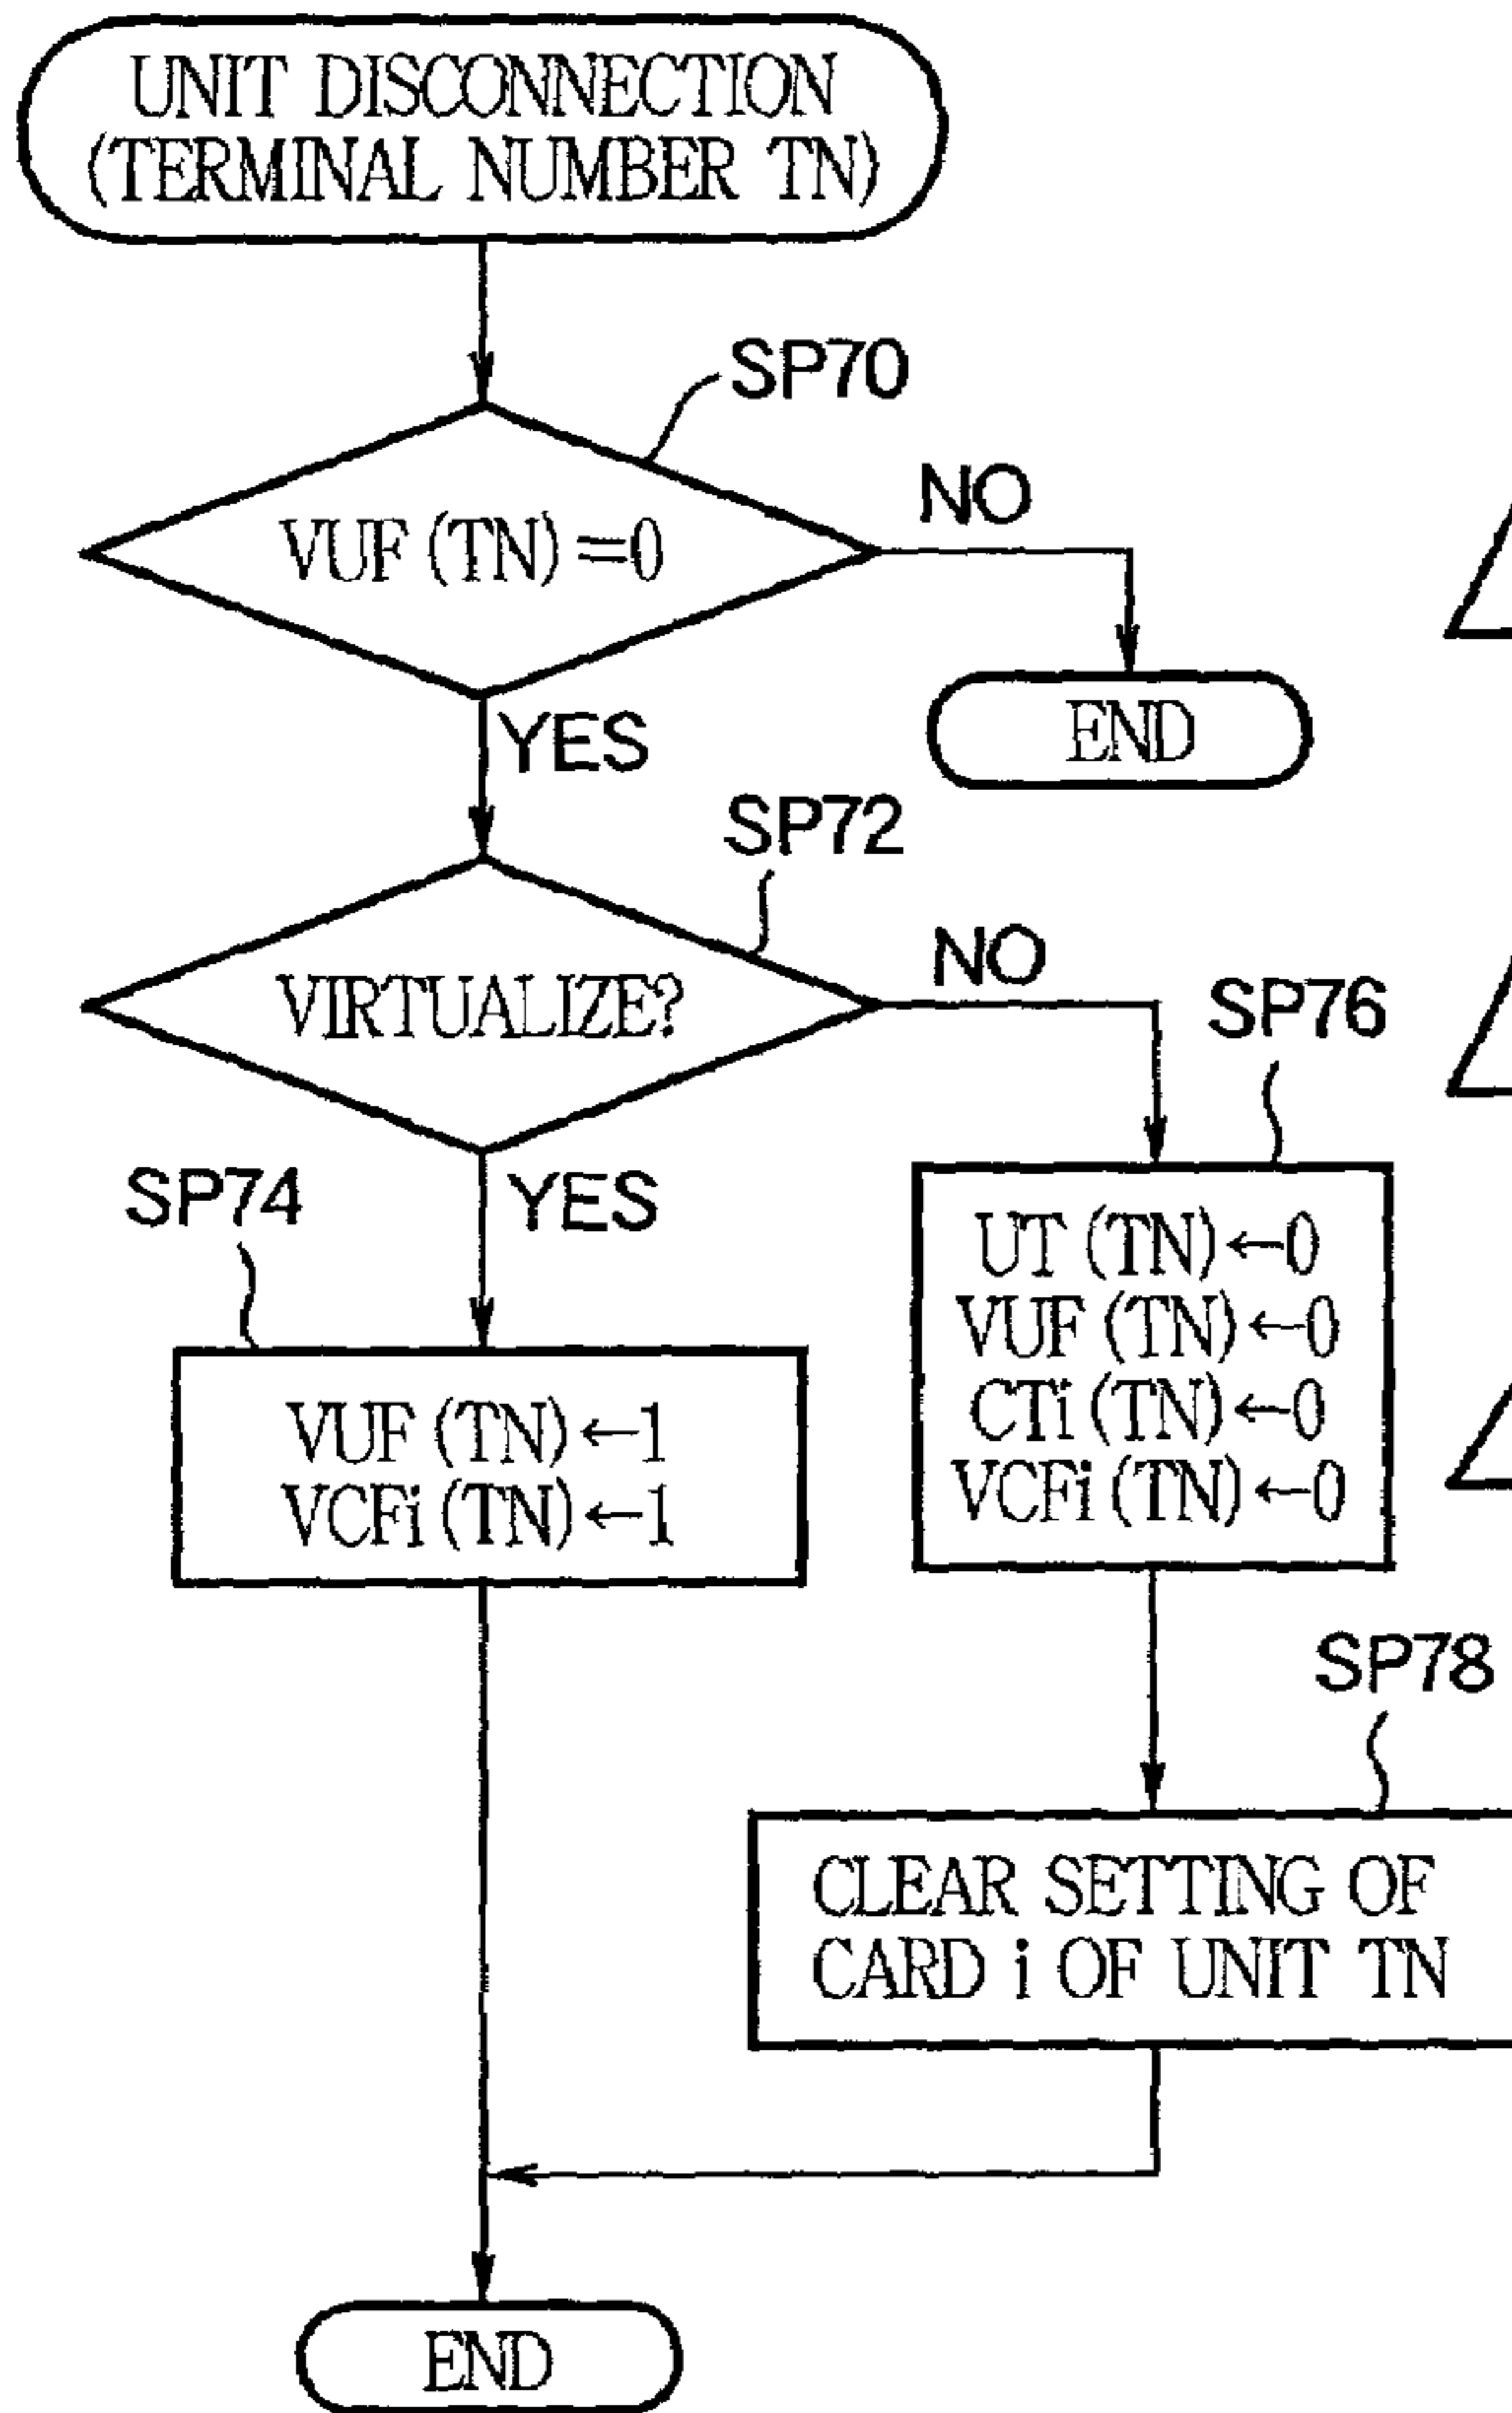 UNIT DISCONNECTION
(TERMINAL NUMBER TN)
SP70
NO
VUF (TN)=0
END
YES
SP72
NO
VIRTUALIZE?
SP76
SP74
YES
UT (TN)←0
VUF (TN)←0
CTi (TN)←0
VCFi (TN)←0
VUF (TN)←1
VCFi (TN)←1
SP78
CLEAR SETTING OF
CARD i OF UNIT TN
END